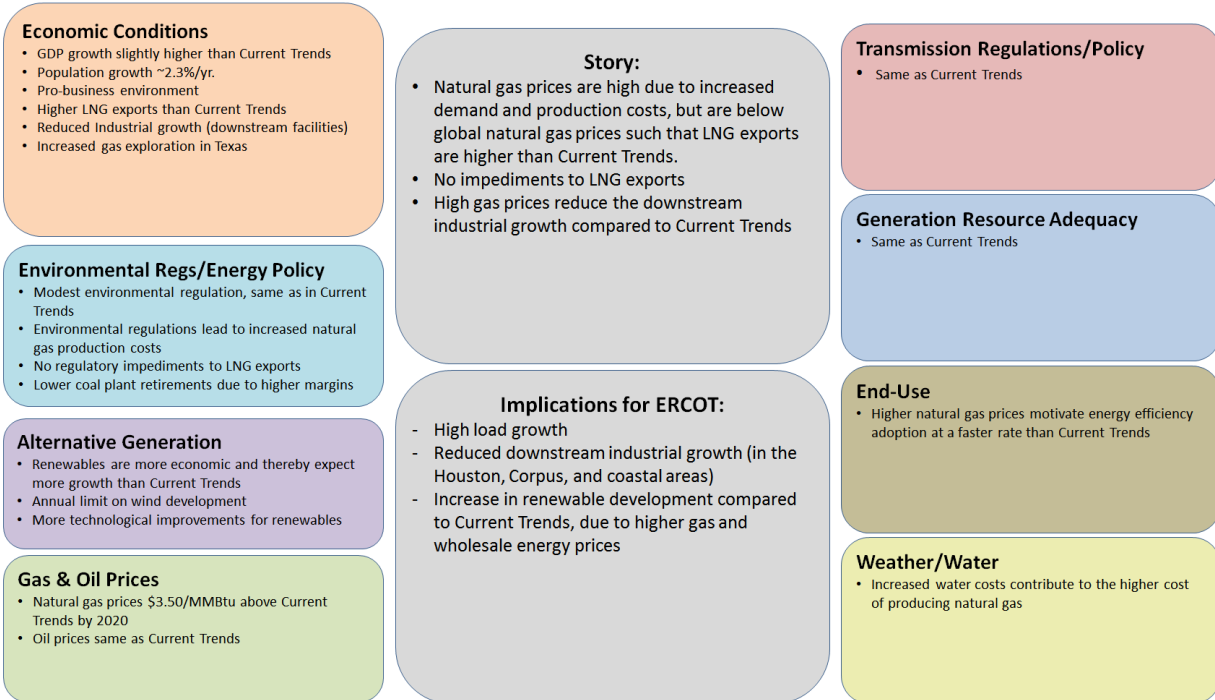 Economic Conditions
• GDP growth slightly higher than Current Trends
• Population growth ~2.3%/yr.
• Pro-business environment
• Higher LNG exports than Current Trends
• Reduced Industrial growth (downstream facilities)
• Increased gas exploration in Texas
Environmental Regs/Energy Policy
• Modest environmental regulation, same as in Current
Trends
• Environmental regulations lead to increased natural
gas production costs
• No regulatory impediments to LNG exports
• Lower coal plant retirements due to higher margins
Alternative Generation
• Renewables are more economic and thereby expect
more growth than Current Trends
• Annual limit on wind development
• More technological improvements for renewables
Gas & Oil Prices
• Natural gas prices $3.50/MMBtu above Current
Trends by 2020
• Oil prices same as Current Trends
Story:
• Natural gas prices are high due to increased
demand and production costs, but are below
global natural gas prices such that LNG exports
are higher than Current Trends.
• No impediments to LNG exports
• High gas prices reduce the downstream
industrial growth compared to Current Trends
Implications for ERCOT:
- High load growth
- Reduced downstream industrial growth (in the
Houston, Corpus, and coastal areas)
- Increase in renewable development compared
to Current Trends, due to higher gas and
wholesale energy prices
Transmission Regulations/Policy
• Same as Current Trends
Generation Resource Adequacy
• Same as Current Trends
End-Use
• Higher natural gas prices motivate energy efficiency
adoption at a faster rate than Current Trends
Weather/Water
• Increased water costs contribute to the higher cost
of producing natural gas